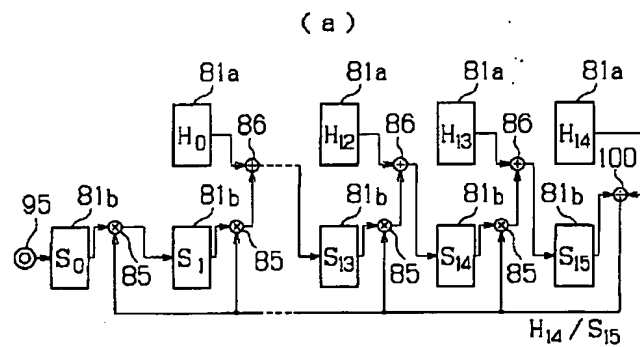 (a)
81a 81a 81a 81a
H0 86 H12 86 H13 86 H14 100
95 81b 81b 81b 81b 81b
S0 85 S1 85 S13 85 S14 85 S15
H14/S15